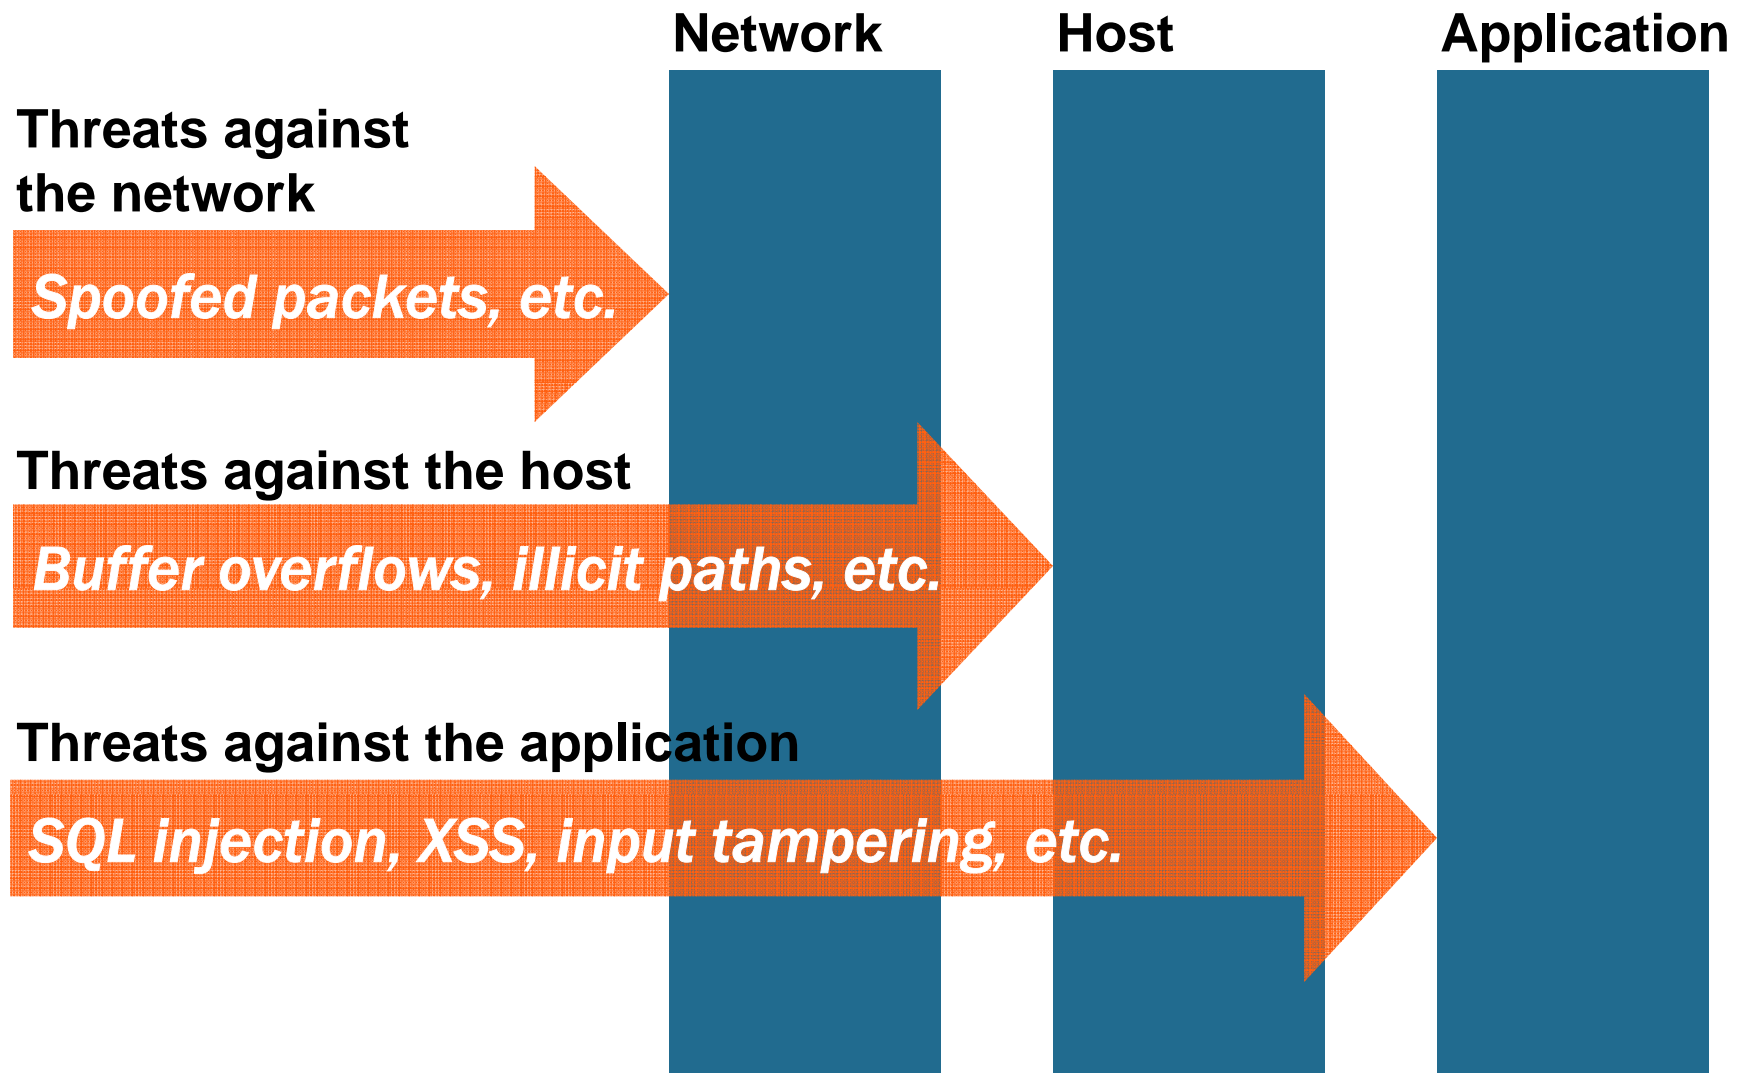 Network
Host
Application
Threats against
the network
Spoofed packets, etc.
Threats against the host
Buffer overflows, illicit paths, etc.
Threats against the application
SQL injection, XSS, input tampering, etc.